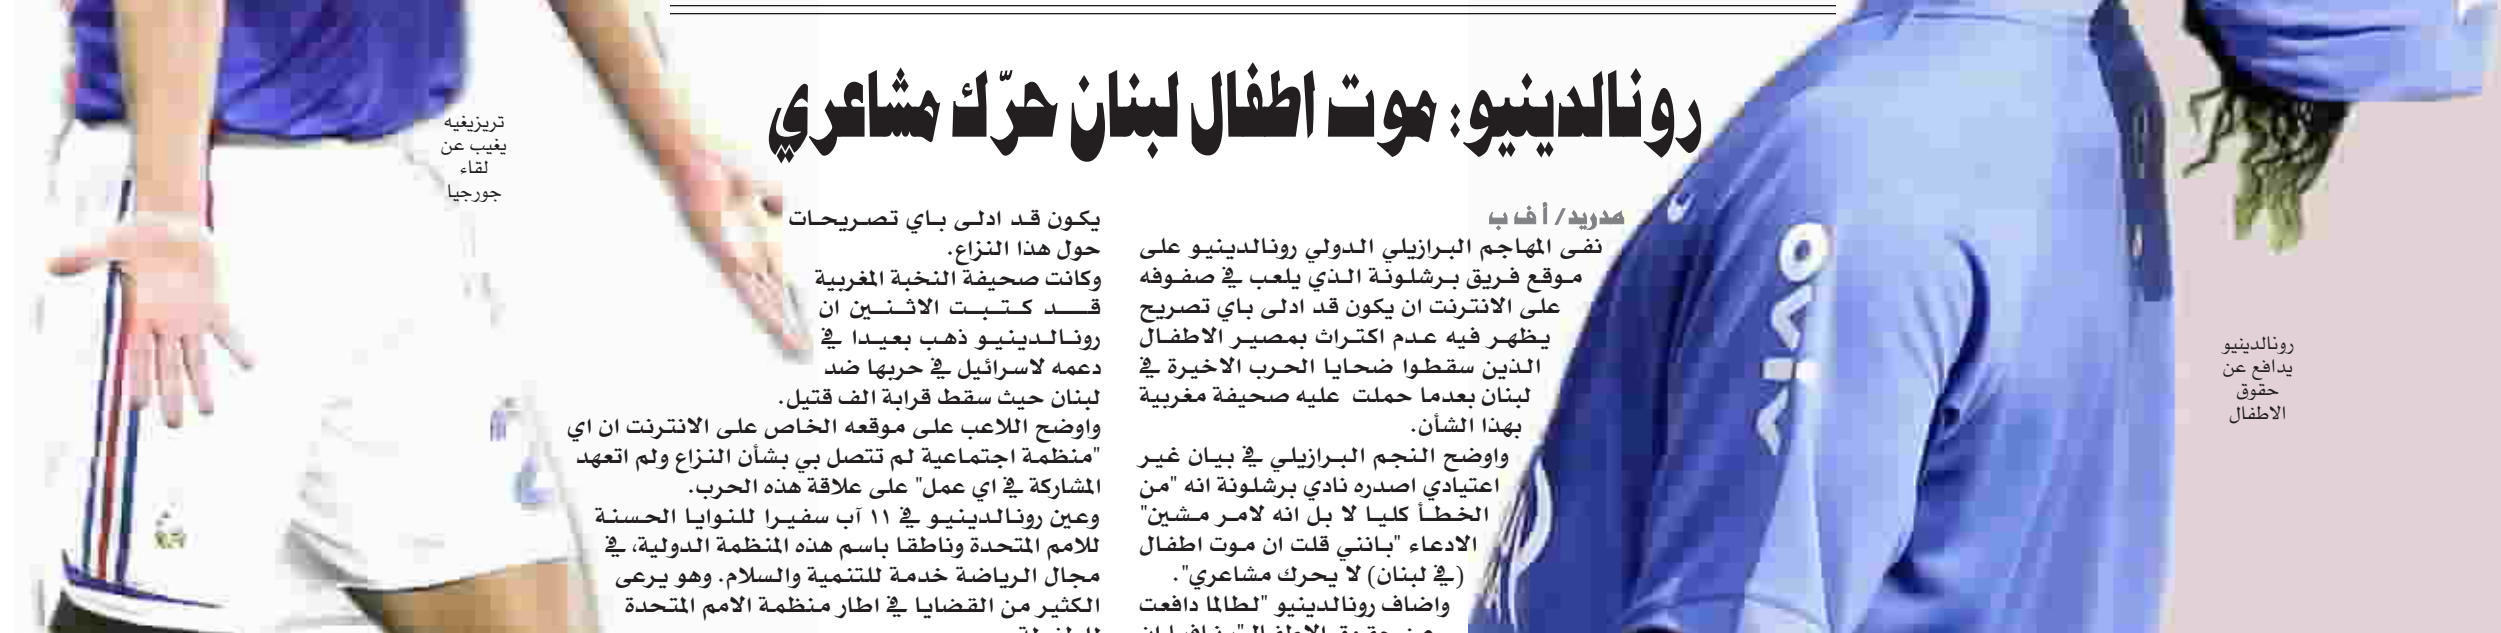 رونالدينيو: موت اطفال لبنان حرّك مشاعري
مدريد/ أ ف ب
نفى المهاجم البرازيلي الدولي رونالدينيو على
موقع فريق برشلونة الذي يلعب في صفوفه
على الانترنت ان يكون قد ادلى باي تصريح
يظهر فيه عدم اكتراث بمصير الاطفال
الذين سقطوا ضحايا الحرب الاخيرة في
لبنان بعدما حملت عليه صحيفة مغربية
بهذا الشأن.
واوضح النجم البرازيلي في بيان غير
اعتيادي اصدره نادي برشلونة انه "من
الخطأ كليا لا بل انه لامر مشين"
الادعاء "بانني قلت ان موت اطفال
(في لبنان) لا يحرك مشاعري".
واضاف رونالدينيو "لطالما دافعت
عن حقوق الاطفال"
يكون قد ادلى باي تصريحات
حول هذا النزاع.
وكانت صحيفة النخبة المغربية
قد كتبت الاثنين ان
رونالدينيو ذهب بعيدا في
دعمه لاسرائيل في حربها ضد
لبنان حيث سقط قرابة الف قتيل.
واوضح اللاعب على موقعه الخاص على الانترنت ان اي
"منظمة اجتماعية لم تتصل بي بشأن النزاع ولم اتعهد
المشاركة في اي عمل" على علاقة هذه الحرب.
وعين رونالدينيو في ١١ آب سفيرا للنوايا الحسنة
للامم المتحدة وناطقا باسم هذه المنظمة الدولية، في
مجال الرياضة خدمة للتنمية والسلام. وهو يرعى
الكثير من القضايا في اطار منظمة الامم المتحدة
رونالدينيو
يدافع عن
حقوق
الاطفال
تريزيغيه
يغيب عن
لقاء
جورجيا